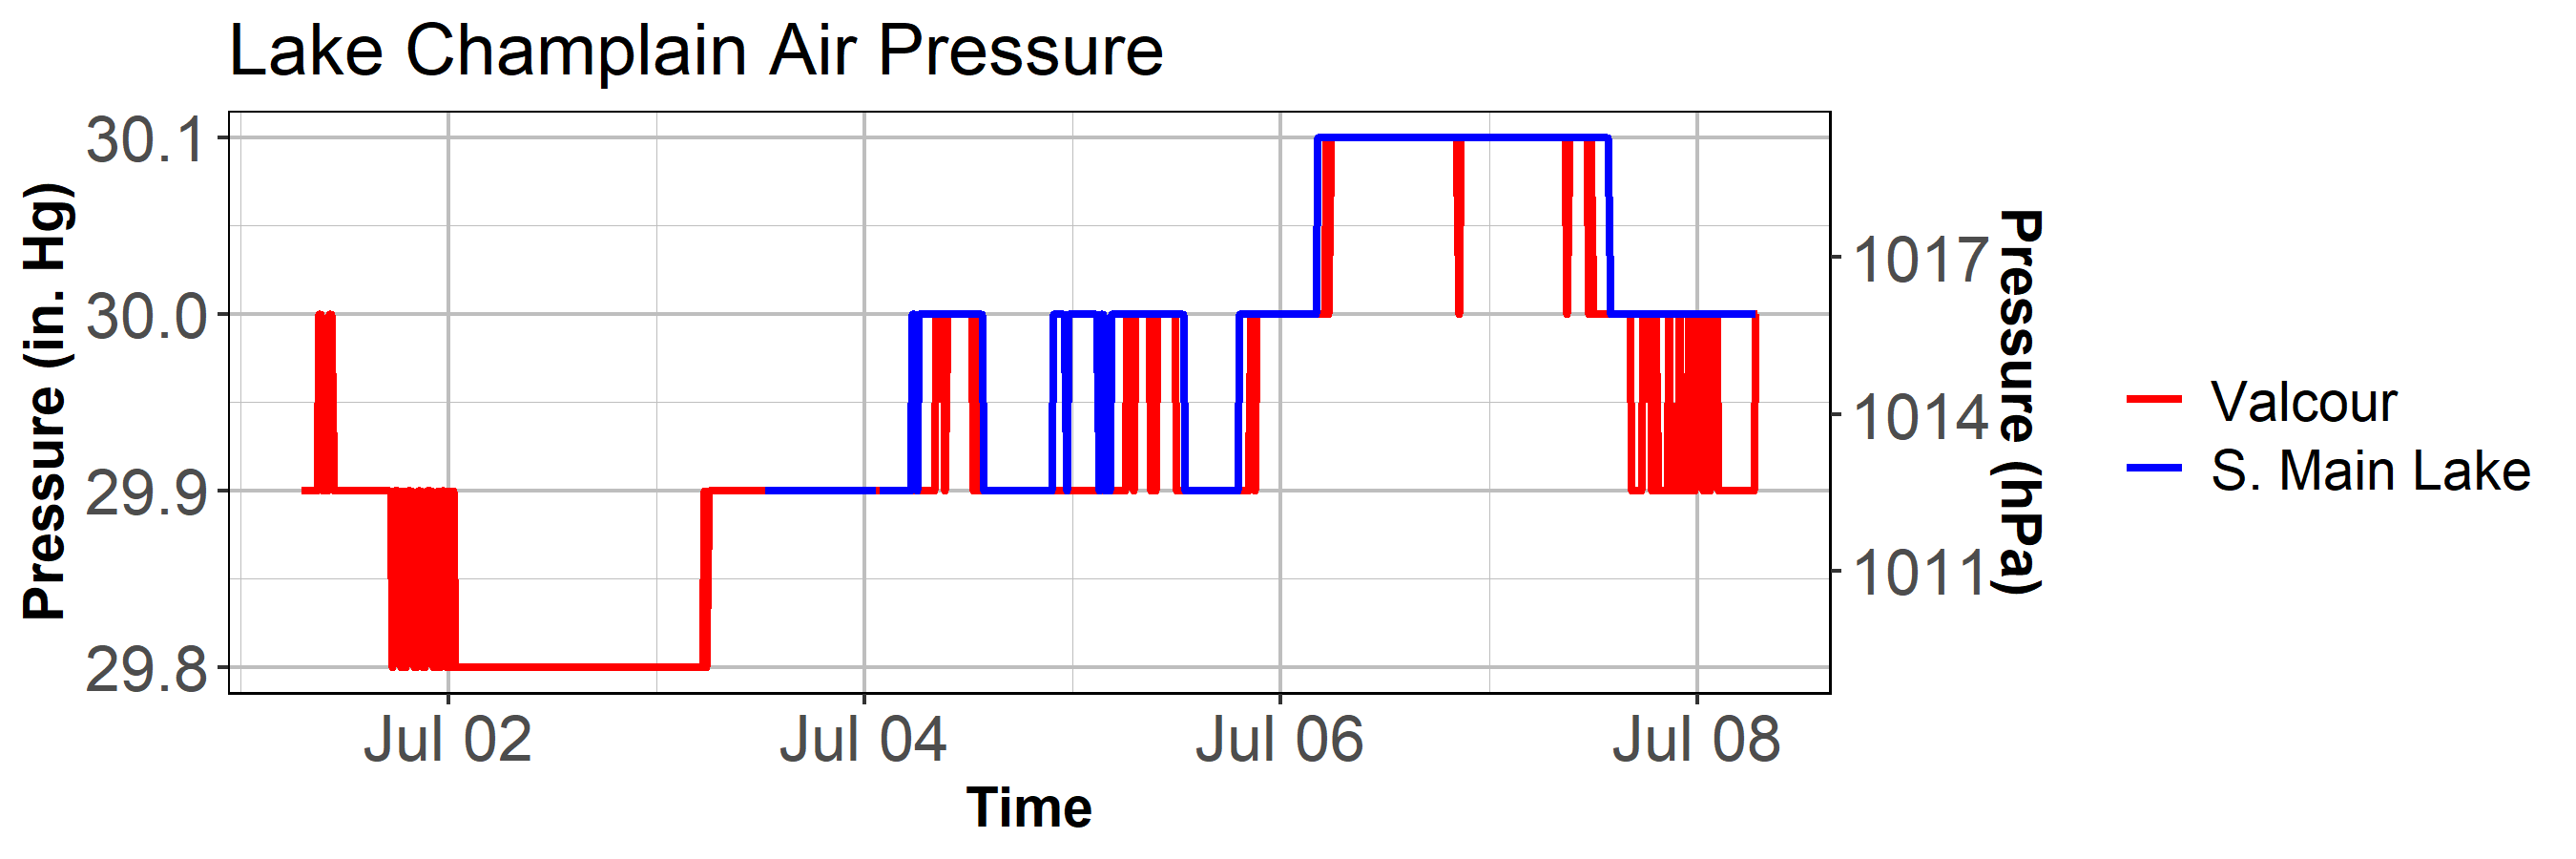 Lake Champlain Air Pressure
Pressure (in. Hg)
30.1
30.0
29.9
29.8
1017
1014
1011
Pressure (hPa)
Jul 02
Jul 04
Jul 06
Jul 08
Time
Valcour
S. Main Lake